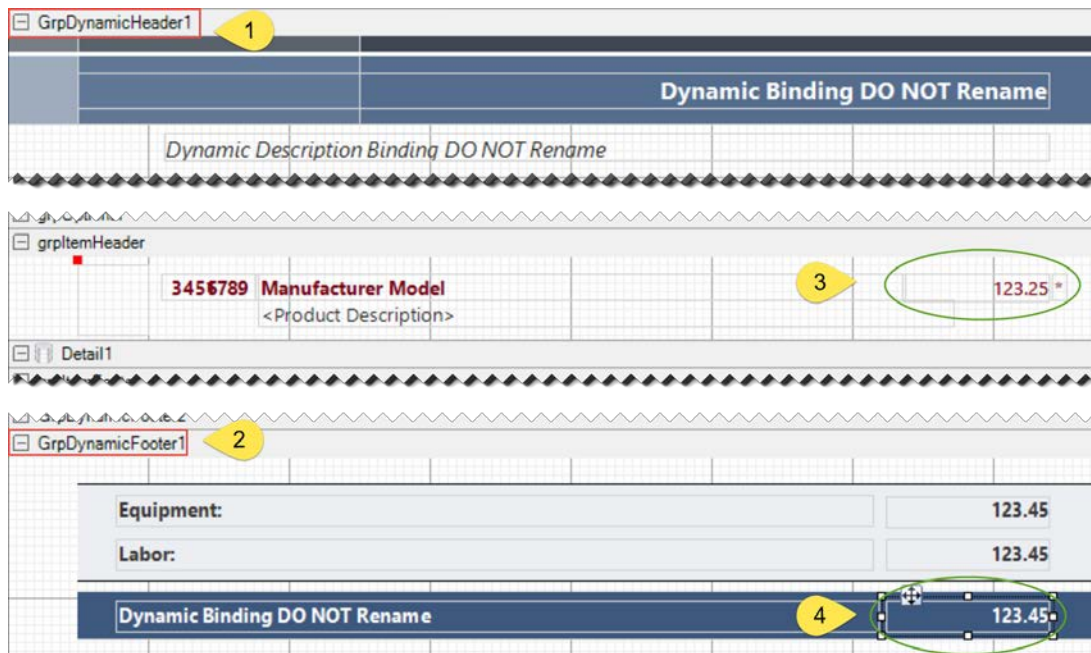 GrpDynamicHeader1
1
Dynamic Binding DO NOT Rename
Dynamic Description Binding DO NOT Rename
grpItemHeader
3456789 Manufacturer Model 3 123.25 *
<Product Description>
Detail1
GrpDynamicFooter1 2
Equipment: 123.45
Labor: 123.45
Dynamic Binding DO NOT Rename 4 123.45